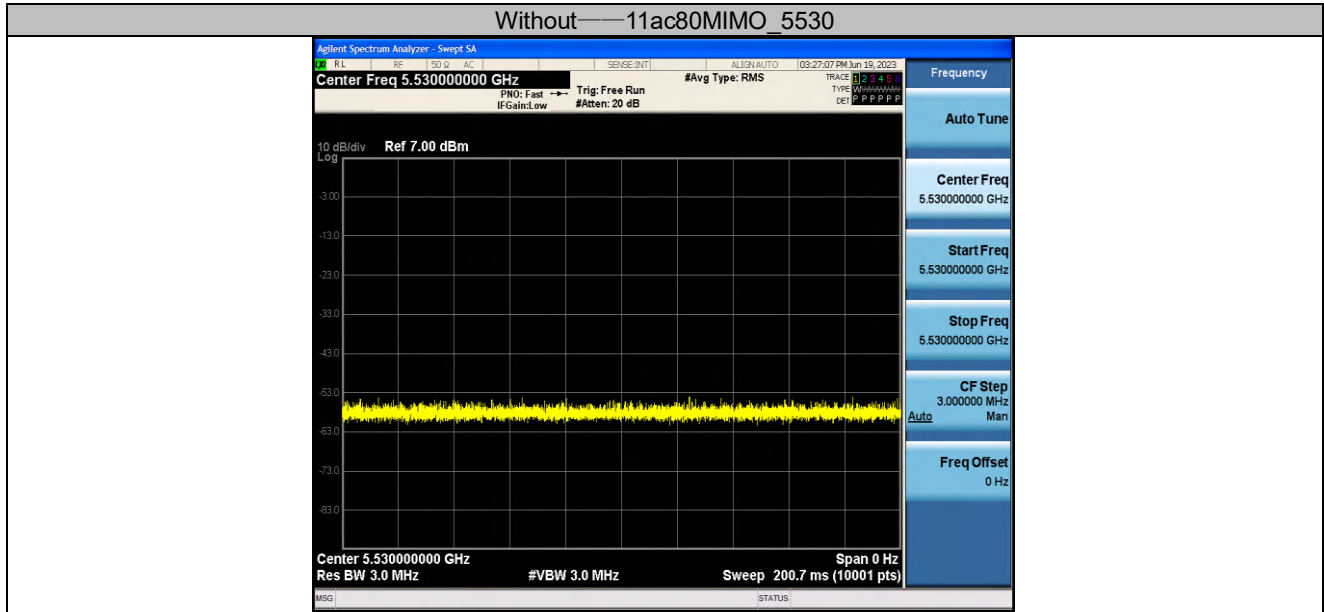 Without——11ac80MIMO_5530
Agilent Spectrum Analyzer - Swept SA
RL RF 50 Ω AC SENSE:INT ALIGNAUTO 03:27:07 PM Jun 19, 2023
Center Freq 5.530000000 GHz #Avg Type: RMS TRACE 1 2 3 4 5 6
PNO: Fast Trig: Free Run TYPE
IFGain:Low #Atten: 20 dB DET P P P P P P
10 dB/div Ref 7.00 dBm
Log
-3.00
-13.0
-23.0
-33.0
-43.0
-53.0
-63.0
-73.0
-83.0
Center 5.530000000 GHz Span 0 Hz
Res BW 3.0 MHz #VBW 3.0 MHz Sweep 200.7 ms (10001 pts)
MSG STATUS
Frequency
Auto Tune
Center Freq
5.530000000 GHz
Start Freq
5.530000000 GHz
Stop Freq
5.530000000 GHz
CF Step
3.000000 MHz
Auto Man
Freq Offset
0 Hz